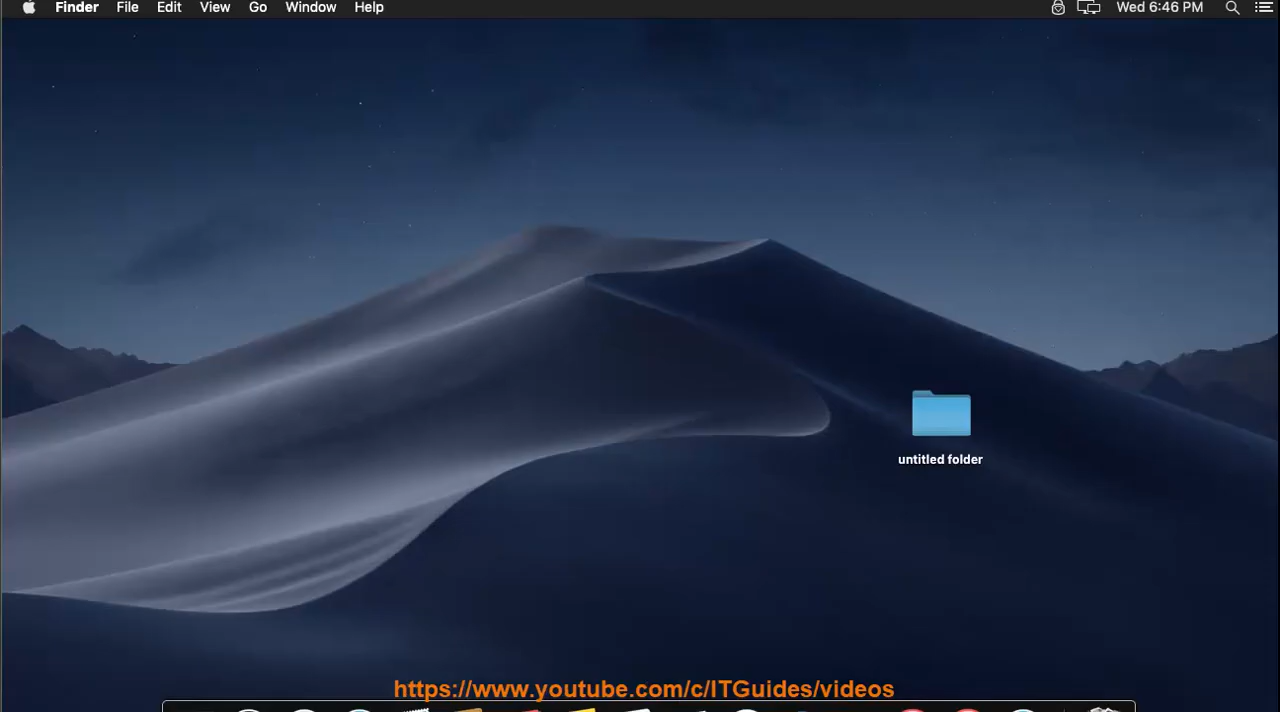 Finder File Edit View Go Window Help Wed 6:46 PM
untitled folder
https://www.youtube.com/c/ITGuides/videos